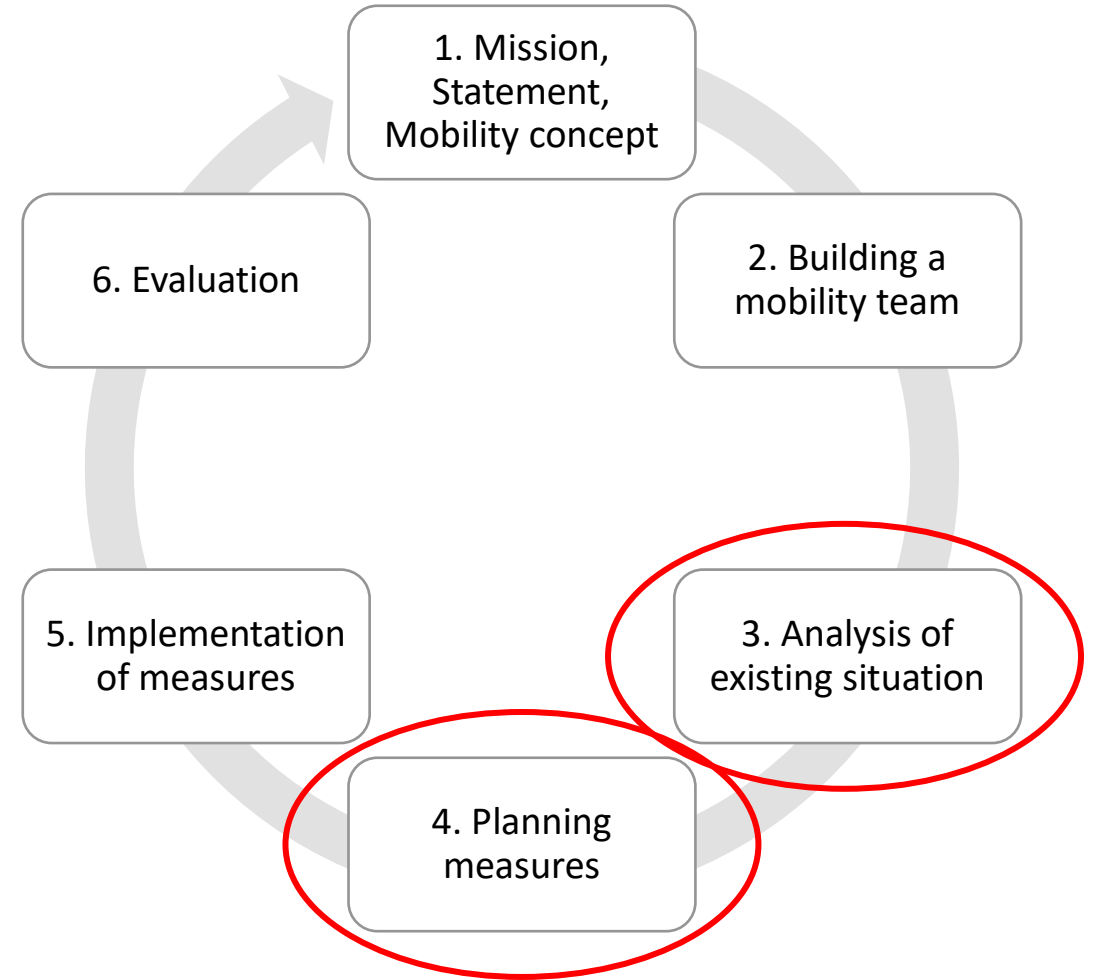 1. Mission,
Statement,
Mobility concept
2. Building a
mobility team
3. Analysis of
existing situation
4. Planning
measures
5. Implementation
of measures
6. Evaluation